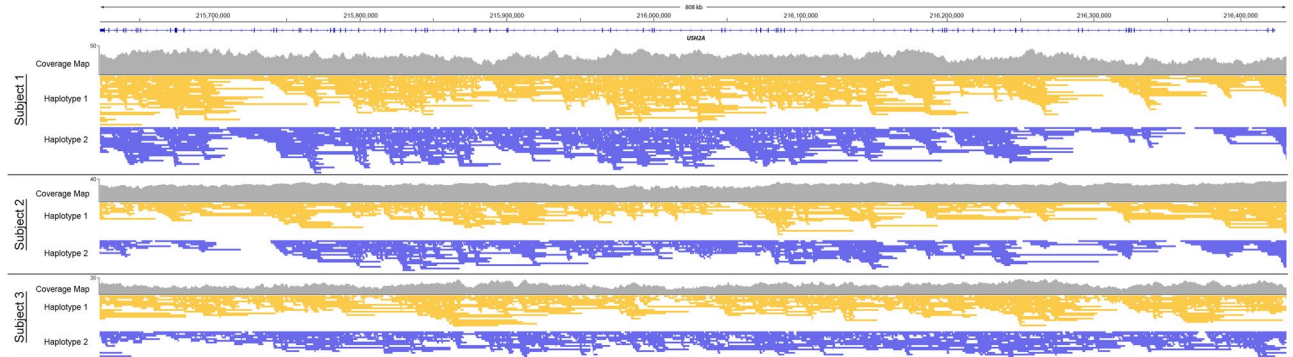 808 kb
215,700,000 215,800,000 215,900,000 216,000,000 216,100,000 216,200,000 216,300,000 216,400,000
USH2A
50
Subject 1
Coverage Map
Haplotype 1
Haplotype 2
40
Subject 2
Coverage Map
Haplotype 1
Haplotype 2
35
Subject 3
Coverage Map
Haplotype 1
Haplotype 2